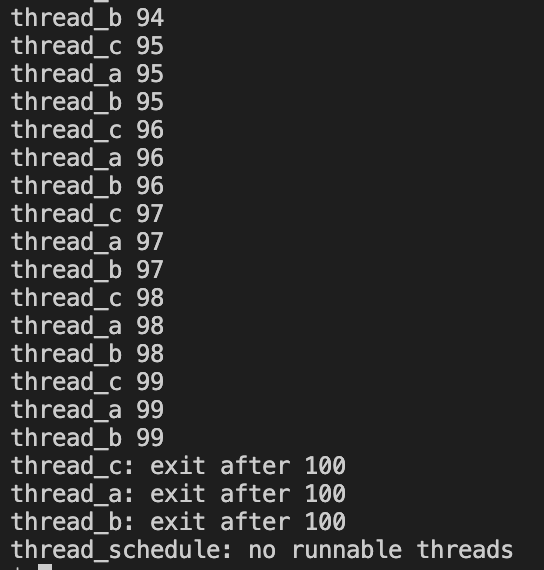 thread_b 94
thread_c 95
thread_a 95
thread_b 95
thread_c 96
thread_a 96
thread_b 96
thread_c 97
thread_a 97
thread_b 97
thread_c 98
thread_a 98
thread_b 98
thread_c 99
thread_a 99
thread_b 99
thread_c: exit after 100
thread_a: exit after 100
thread_b: exit after 100
thread_schedule: no runnable threads